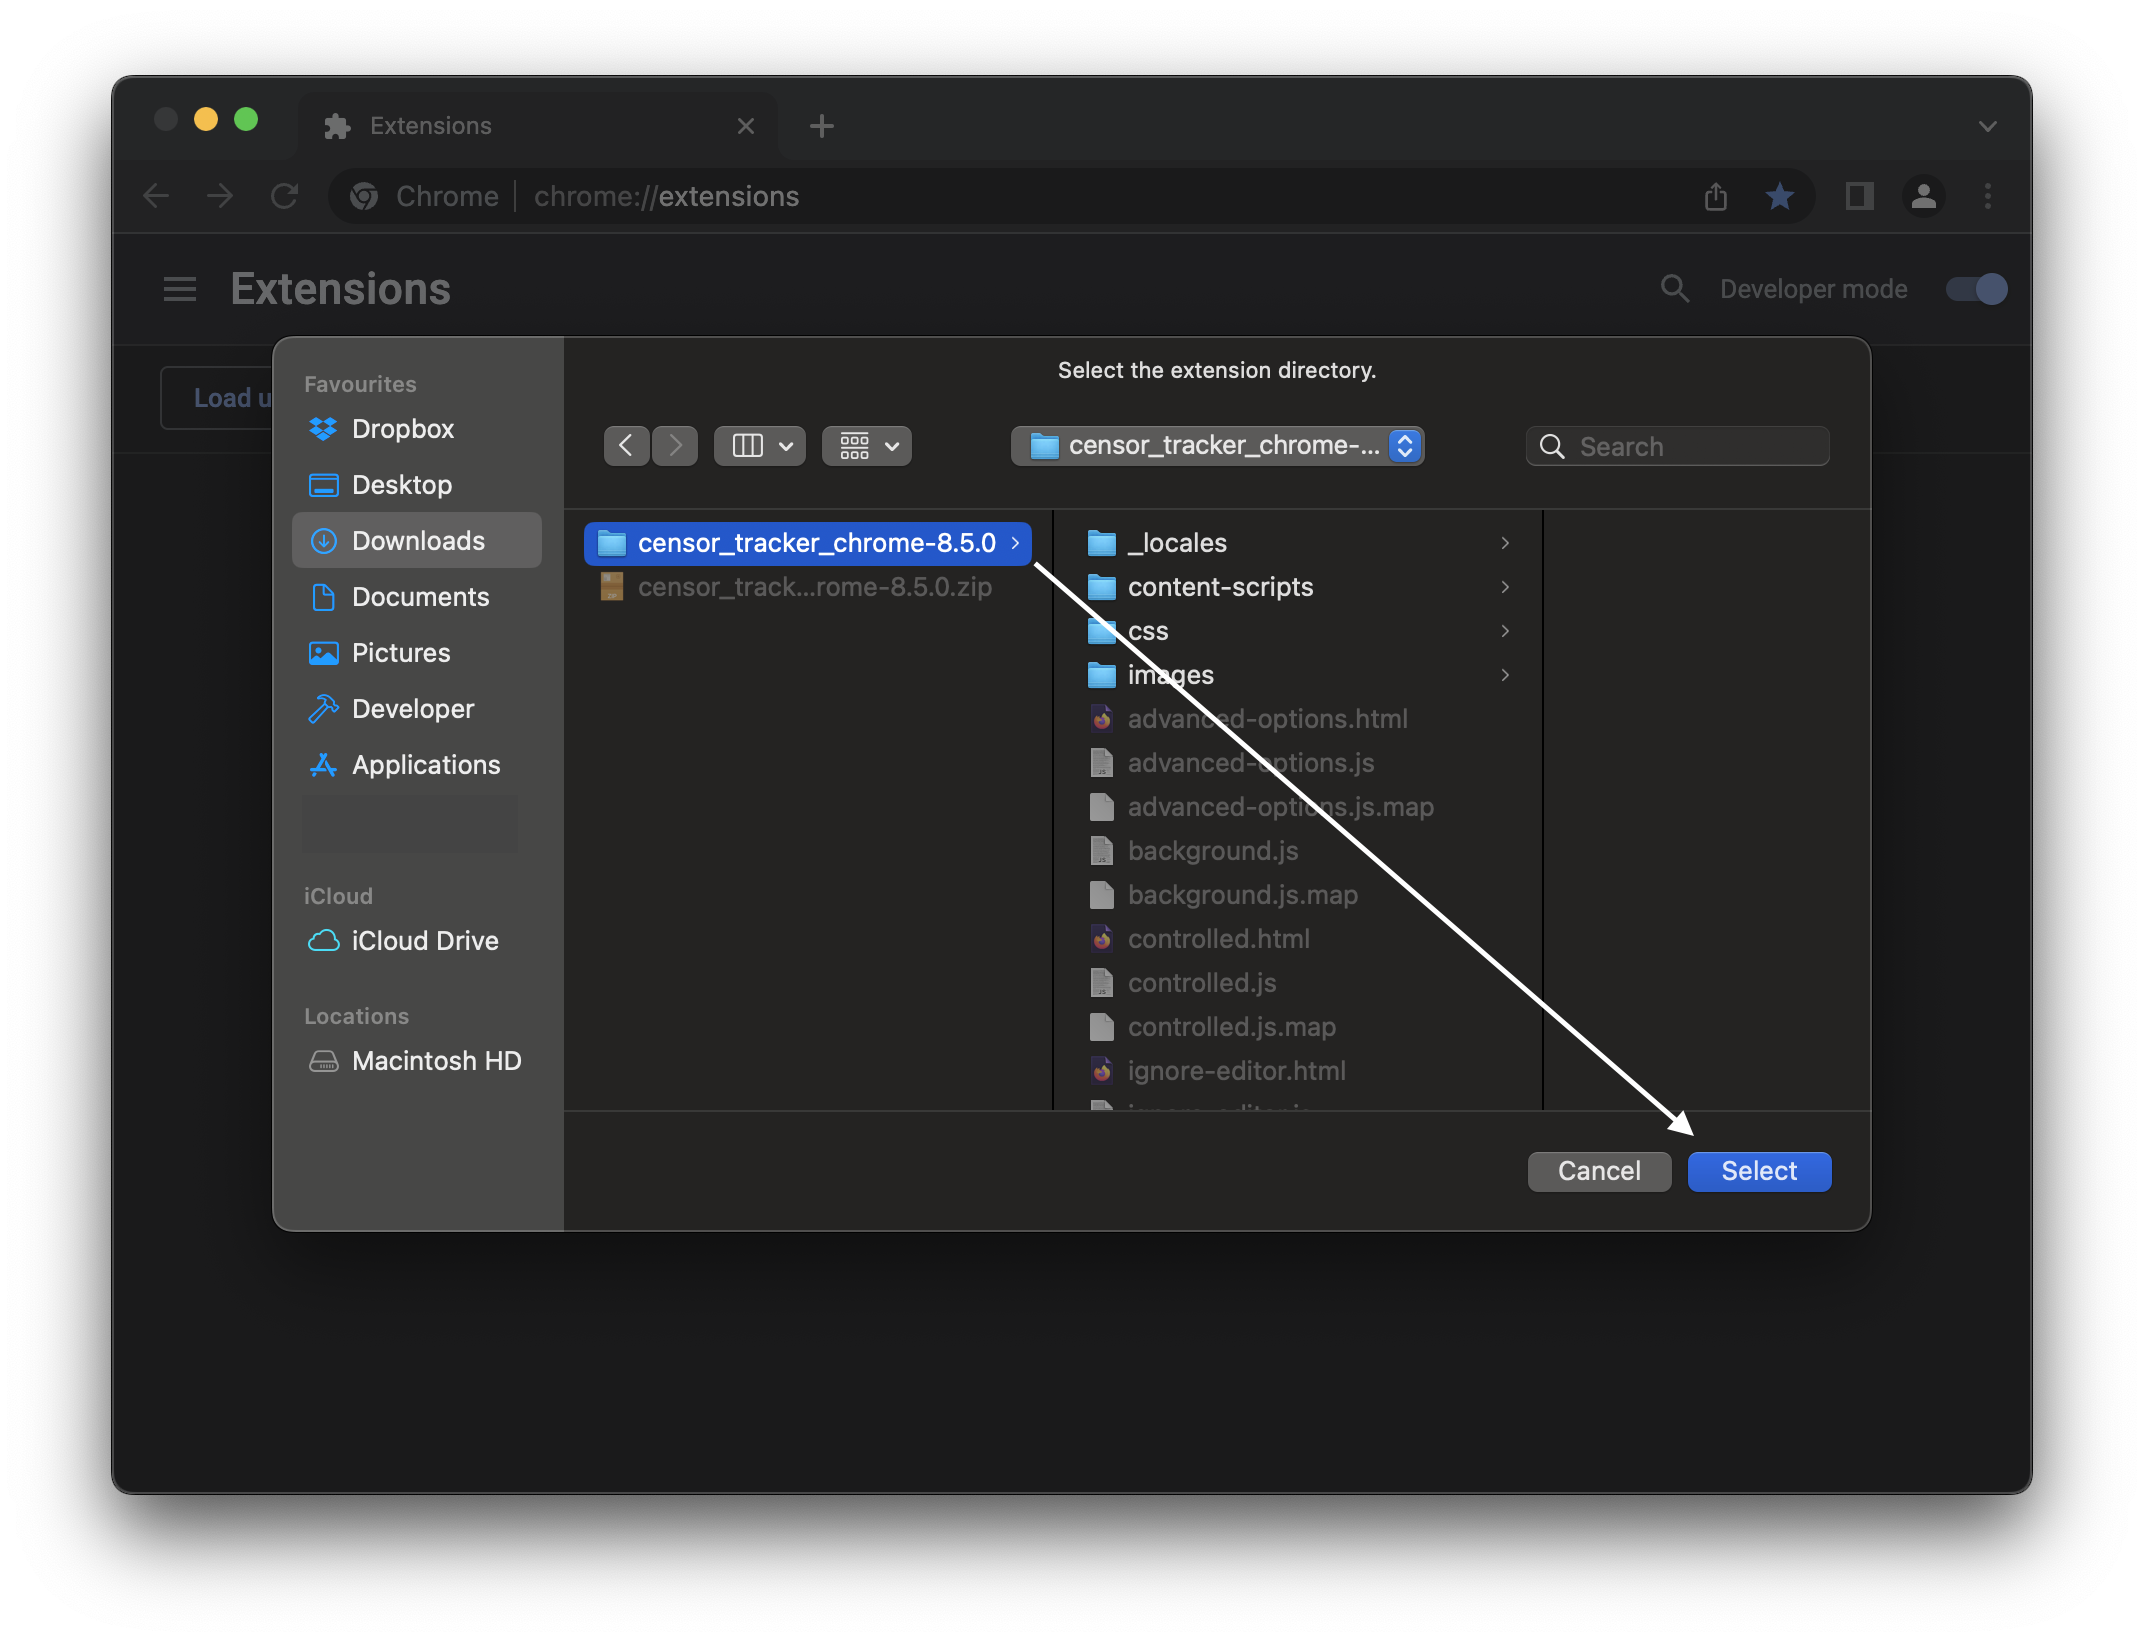 Extensions
Chrome | chrome://extensions
Extensions
Developer mode
Load u
Favourites
Dropbox
Desktop
Downloads
Documents
Pictures
Developer
Applications
iCloud
iCloud Drive
Locations
Macintosh HD
Select the extension directory.
censor_tracker_chrome-...
Search
censor_tracker_chrome-8.5.0
censor_track...rome-8.5.0.zip
_locales
content-scripts
css
images
advanced-options.html
advanced-options.js
advanced-options.js.map
background.js
background.js.map
controlled.html
controlled.js
controlled.js.map
ignore-editor.html
Cancel
Select